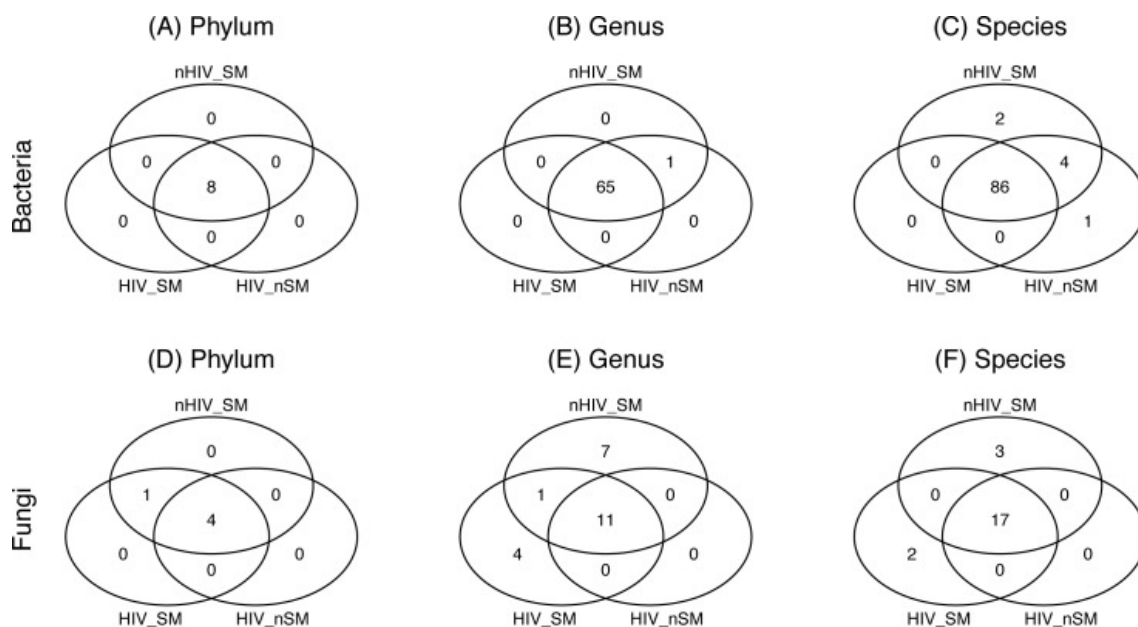 (A) Phylum (B) Genus (C) Species
nHIV_SM nHIV_SM nHIV_SM
0 0 2
0 0 0 1 0 4
8 65 86
0 0 0 0 0 1
0 0 0
HIV_SM HIV_nSM HIV_SM HIV_nSM HIV_SM HIV_nSM
Bacteria
(D) Phylum (E) Genus (F) Species
nHIV_SM nHIV_SM nHIV_SM
0 7 3
1 0 1 0 0 0
4 11 17
0 0 4 0 2 0
0 0 0
HIV_SM HIV_nSM HIV_SM HIV_nSM HIV_SM HIV_nSM
Fungi